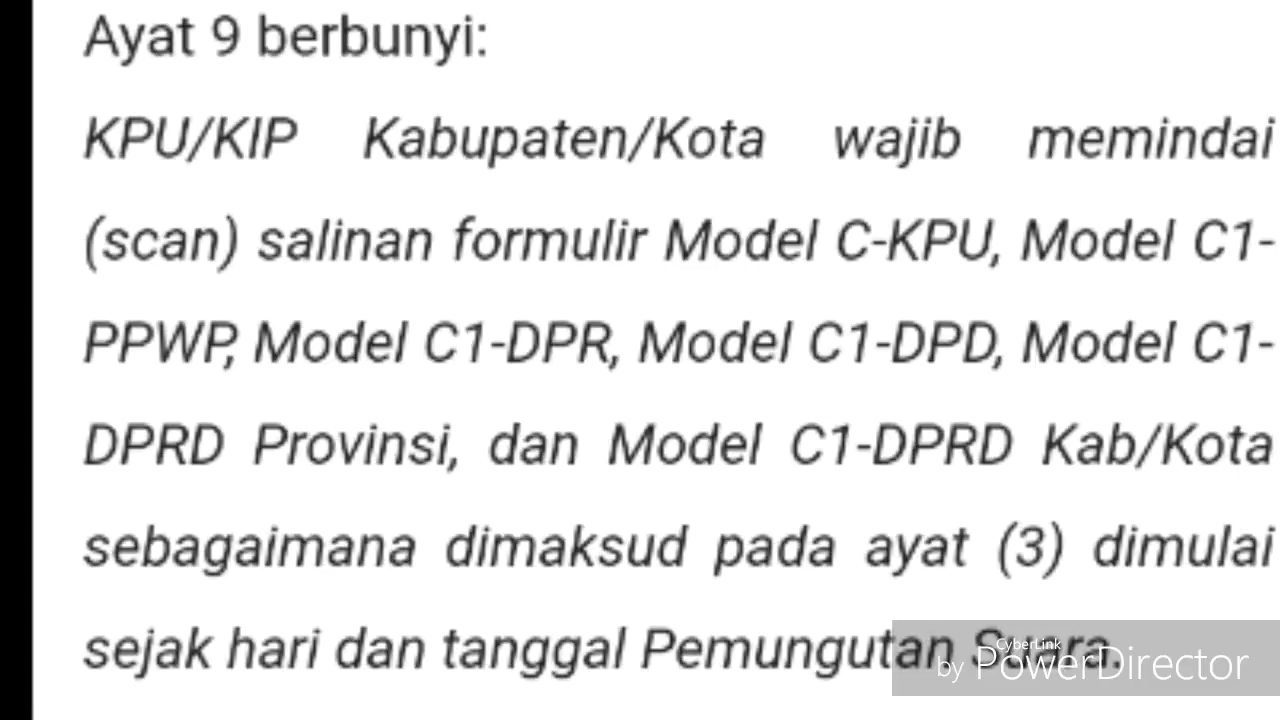 Ayat 9 berbunyi:
KPU/KIP Kabupaten/Kota wajib memindai
(scan) salinan formulir Model C-KPU, Model C1-
PPWP, Model C1-DPR, Model C1-DPD, Model C1-
DPRD Provinsi, dan Model C1-DPRD Kab/Kota
sebagaimana dimaksud pada ayat (3) dimulai
sejak hari dan tanggal Pemungutan Suara.
CyberLink
by PowerDirector